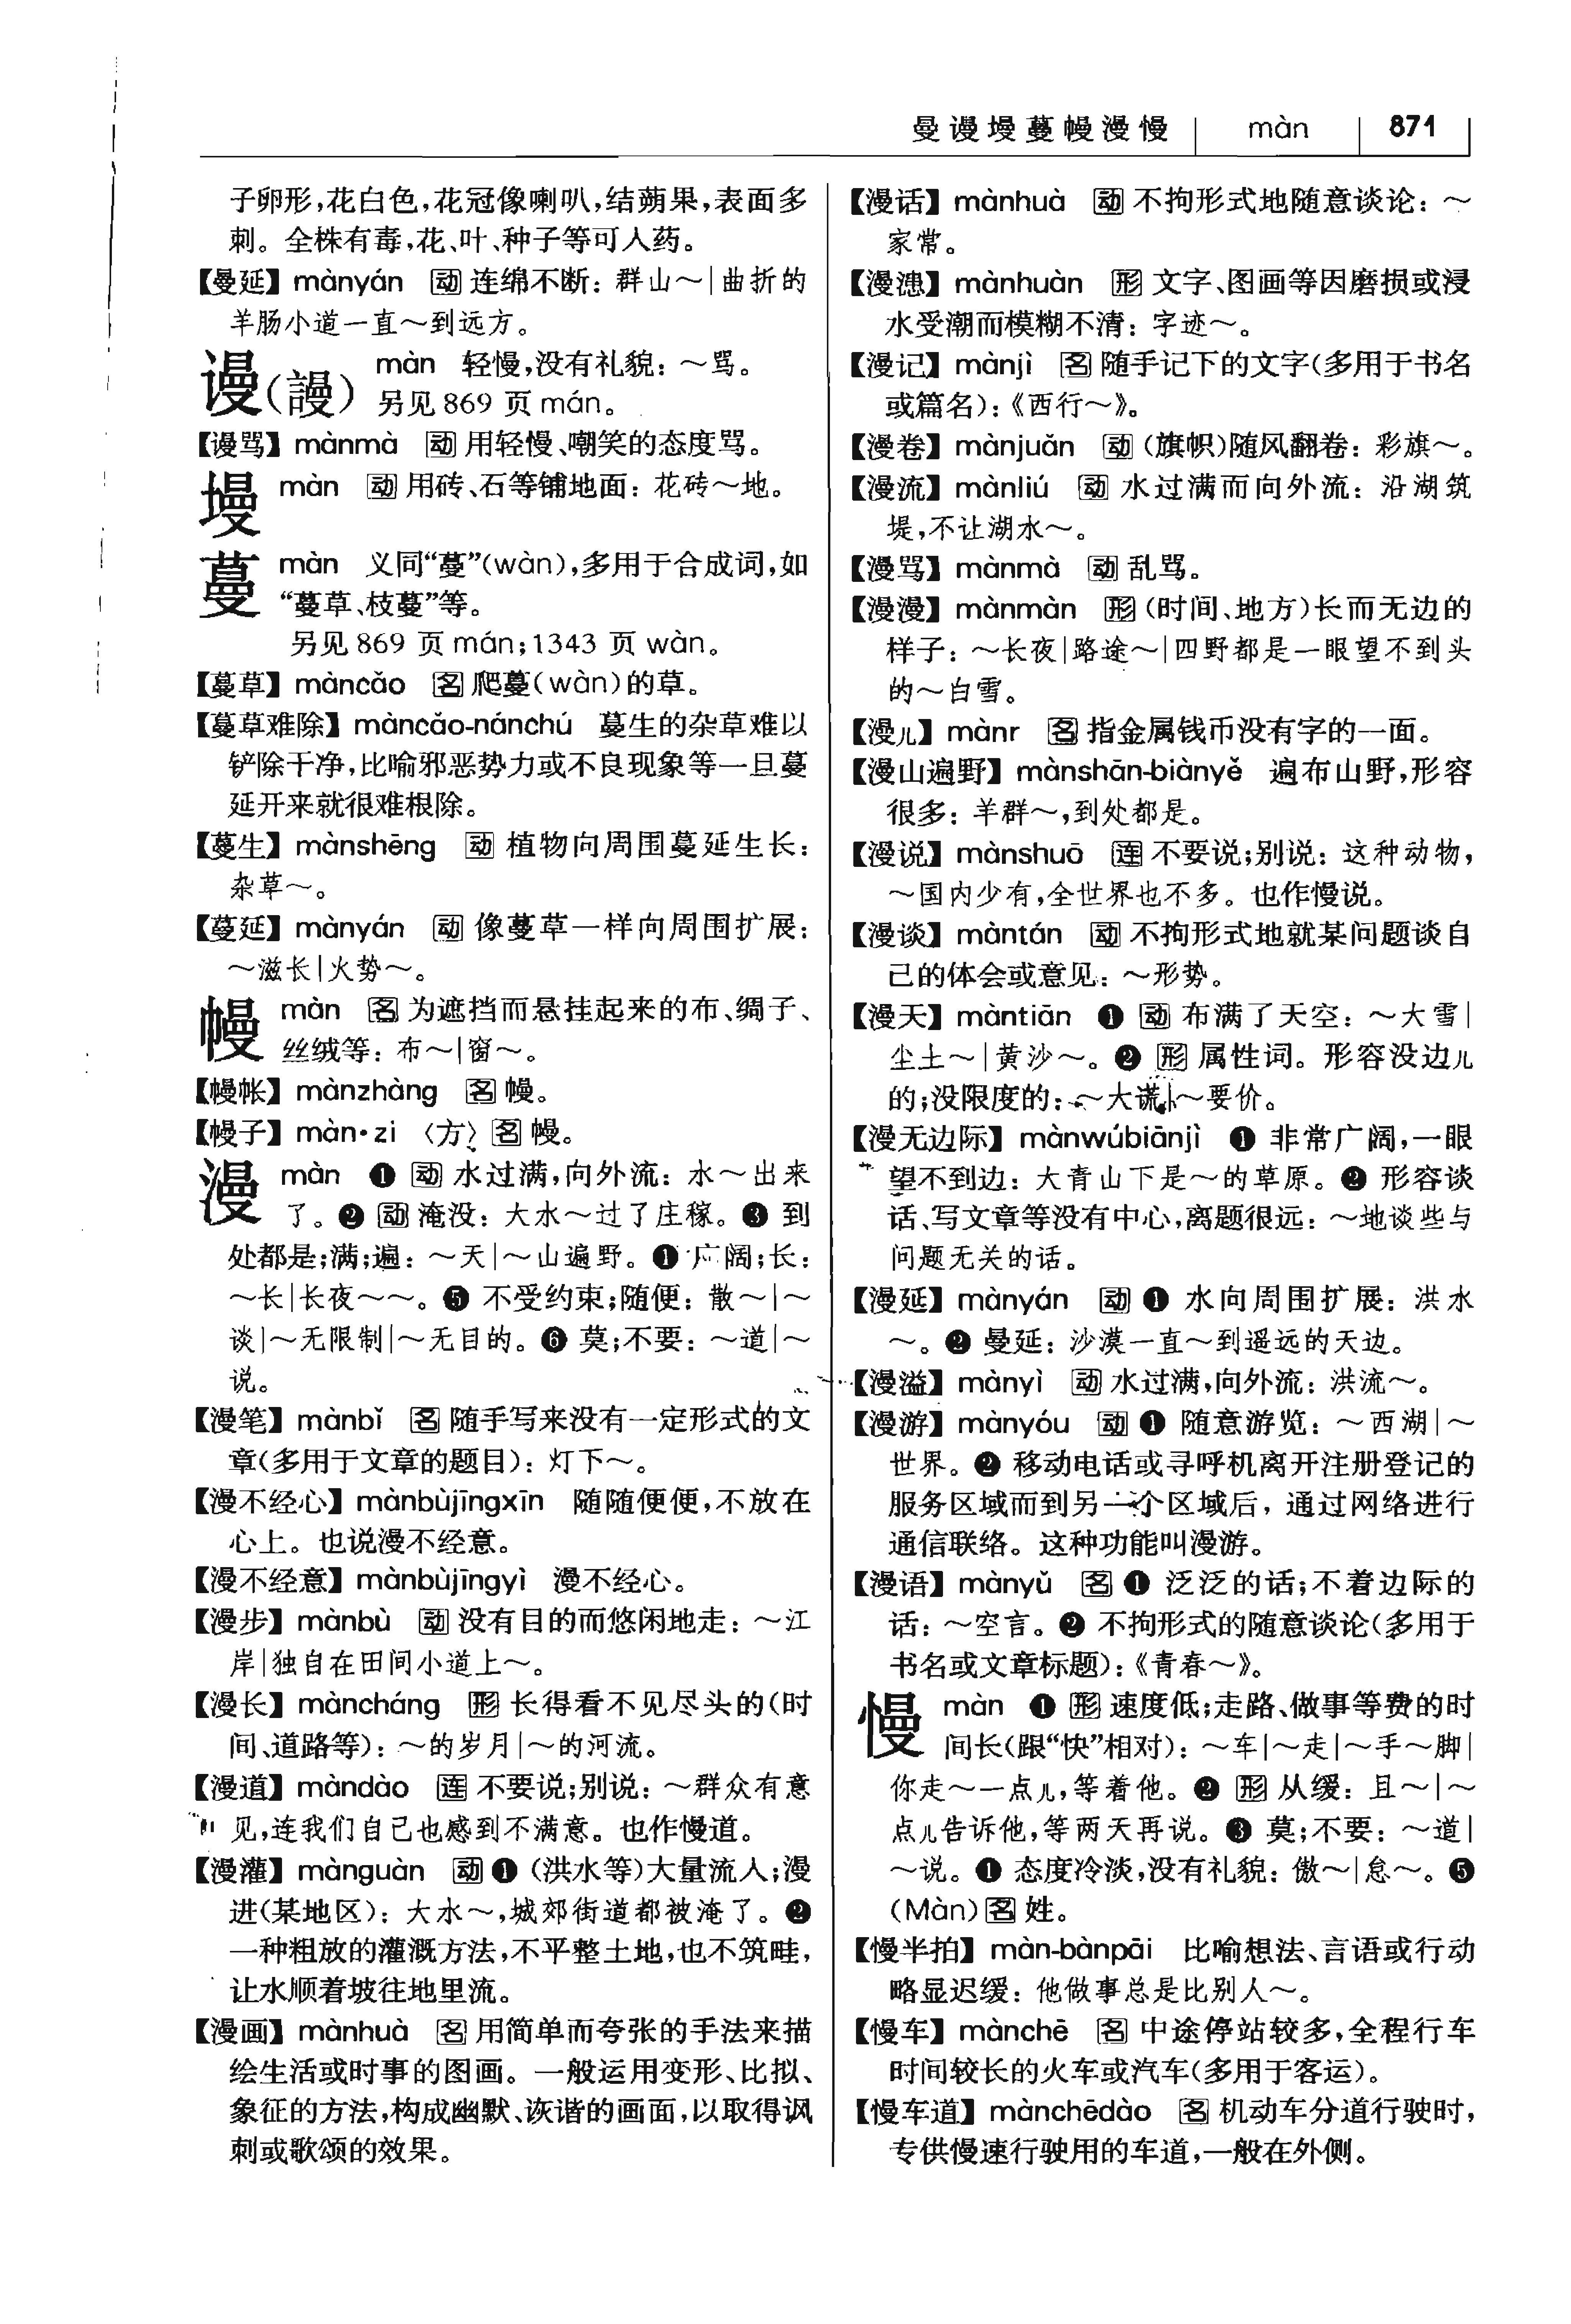 曼谩墁蔓幔漫慢 màn 871
子卵形,花白色,花冠像喇叭,结蒴果,表面多
刺。全株有毒,花、叶、种子等可入药。
【曼延】mànyán 动 连绵不断：群山～|曲折的
羊肠小道一直～到远方。
谩(謾) màn 轻慢,没有礼貌：～骂。
另见869页mán。
【谩骂】mànmà 动 用轻慢、嘲笑的态度骂。
墁 màn 动 用砖、石等铺地面：花砖～地。
蔓 màn 义同“蔓”(wàn),多用于合成词,如
“蔓草、枝蔓”等。
另见869页mán;1343页wàn。
【蔓草】màncǎo 名 爬蔓(wàn)的草。
【蔓草难除】màncǎo-nánchú 蔓生的杂草难以
铲除干净,比喻邪恶势力或不良现象等一旦蔓
延开来就很难根除。
【蔓生】mànshēng 动 植物向周围蔓延生长：
杂草～。
【蔓延】mànyán 动 像蔓草一样向周围扩展：
～滋长|火势～。
幔 màn 名 为遮挡而悬挂起来的布、绸子、
丝绒等：布～|窗～。
【幔帐】mànzhàng 名 幔。
【幔子】màn·zi 〈方〉名 幔。
漫 màn ❶ 动 水过满,向外流：水～出来
了。❷ 动 淹没：大水～过了庄稼。❸ 到
处都是;满;遍：～天|～山遍野。❹ 广阔;长：
～长|长夜～～。❺ 不受约束;随便：散～|～
谈|～无限制|～无目的。❻ 莫;不要：～道|～
说。
【漫笔】mànbǐ 名 随手写来没有一定形式的文
章(多用于文章的题目)：灯下～。
【漫不经心】mànbùjīngxīn 随随便便,不放在
心上。也说漫不经意。
【漫不经意】mànbùjīngyì 漫不经心。
【漫步】mànbù 动 没有目的而悠闲地走：～江
岸|独自在田间小道上～。
【漫长】màncháng 形 长得看不见尽头的(时
间、道路等)：～的岁月|～的河流。
【漫道】màndào 连 不要说;别说：～群众有意
见,连我们自己也感到不满意。也作慢道。
【漫灌】mànguàn 动 ❶ (洪水等)大量流入;漫
进(某地区)：大水～,城郊街道都被淹了。❷
一种粗放的灌溉方法,不平整土地,也不筑畦,
让水顺着坡往地里流。
【漫画】mànhuà 名 用简单而夸张的手法来描
绘生活或时事的图画。一般运用变形、比拟、
象征的方法,构成幽默、诙谐的画面,以取得讽
刺或歌颂的效果。
【漫话】mànhuà 动 不拘形式地随意谈论：～
家常。
【漫漶】mànhuàn 形 文字、图画等因磨损或浸
水受潮而模糊不清：字迹～。
【漫记】mànjì 名 随手记下的文字(多用于书名
或篇名)：《西行～》。
【漫卷】mànjuǎn 动 (旗帜)随风翻卷：彩旗～。
【漫流】mànliú 动 水过满而向外流：沿湖筑
堤,不让湖水～。
【漫骂】mànmà 动 乱骂。
【漫漫】mànmàn 形 (时间、地方)长而无边的
样子：～长夜|路途～|四野都是一眼望不到头
的～白雪。
【漫儿】mànr 名 指金属钱币没有字的一面。
【漫山遍野】mànshān-biànyě 遍布山野,形容
很多：羊群～,到处都是。
【漫说】mànshuō 连 不要说;别说：这种动物,
～国内少有,全世界也不多。也作慢说。
【漫谈】màntán 动 不拘形式地就某问题谈自
己的体会或意见：～形势。
【漫天】màntiān ❶ 动 布满了天空：～大雪|
尘土～|黄沙～。❷ 形 属性词。形容没边儿
的;没限度的：～大谎|～要价。
【漫无边际】mànwúbiānjì ❶ 非常广阔,一眼
望不到边：大青山下是～的草原。❷ 形容谈
话、写文章等没有中心,离题很远：～地谈些与
问题无关的话。
【漫延】mànyán 动 ❶ 水向周围扩展：洪水
～。❷ 曼延：沙漠一直～到遥远的天边。
【漫溢】mànyì 动 水过满,向外流：洪流～。
【漫游】mànyóu 动 ❶ 随意游览：～西湖|～
世界。❷ 移动电话或寻呼机离开注册登记的
服务区域而到另一个区域后，通过网络进行
通信联络。这种功能叫漫游。
【漫语】mànyǔ 名 ❶ 泛泛的话;不着边际的
话：～空言。❷ 不拘形式的随意谈论(多用于
书名或文章标题)：《青春～》。
慢 màn ❶ 形 速度低;走路、做事等费的时
间长(跟“快”相对)：～车|～走|～手～脚|
你走～一点儿,等着他。❷ 形 从缓：且～|～
点儿告诉他,等两天再说。❸ 莫;不要：～道|
～说。❹ 态度冷淡,没有礼貌：傲～|怠～。❺
(Màn) 名 姓。
【慢半拍】màn-bànpāi 比喻想法、言语或行动
略显迟缓：他做事总是比别人～。
【慢车】mànchē 名 中途停站较多,全程行车
时间较长的火车或汽车(多用于客运)。
【慢车道】mànchēdào 名 机动车分道行驶时,
专供慢速行驶用的车道,一般在外侧。